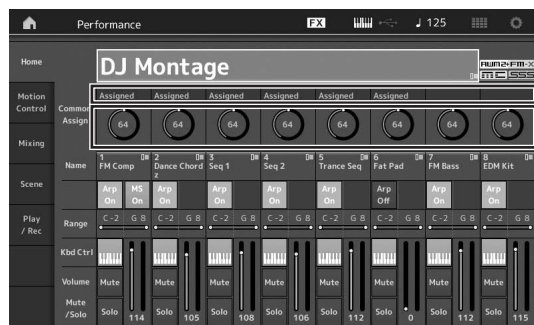 Performance FX 125
Home DJ Montage AWM2 FM-X
MC SSS
Motion Control Assigned Assigned Assigned Assigned Assigned Assigned
Common Assign 64 64 64 64 64 64 64 64
Mixing
Name 1 FM Comp 2 Dance Chord z 3 Seq 1 4 Seq 2 5 Trance Seq 6 Fat Pad 7 FM Bass 8 EDM Kit
Scene Arp On MS On Arp On Arp On Arp On Arp On Arp Off Arp On Arp On
Play / Rec Range C -2 G 8 C -2 G 8 C -2 G 8 C -2 G 8 C -2 G 8 C -2 G 8 C -2 G 8 C -2 G 8
Kbd Ctrl
Volume Mute Mute Mute Mute Mute Mute Mute Mute
Mute /Solo Solo 114 Solo 105 Solo 108 Solo 106 Solo 112 Solo 0 Solo 112 Solo 115